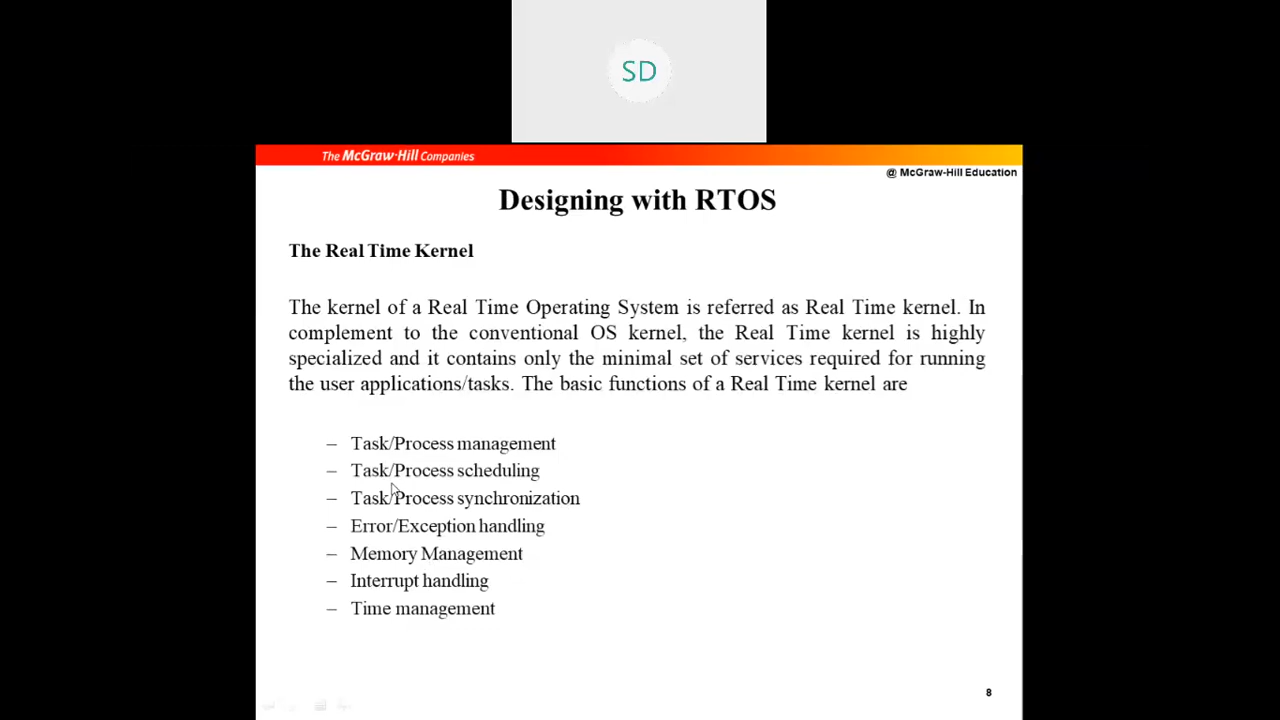 SD
The McGraw-Hill Companies
@ McGraw-Hill Education
Designing with RTOS
The Real Time Kernel
The kernel of a Real Time Operating System is referred as Real Time kernel. In
complement to the conventional OS kernel, the Real Time kernel is highly
specialized and it contains only the minimal set of services required for running
the user applications/tasks. The basic functions of a Real Time kernel are
– Task/Process management
– Task/Process scheduling
– Task/Process synchronization
– Error/Exception handling
– Memory Management
– Interrupt handling
– Time management
8